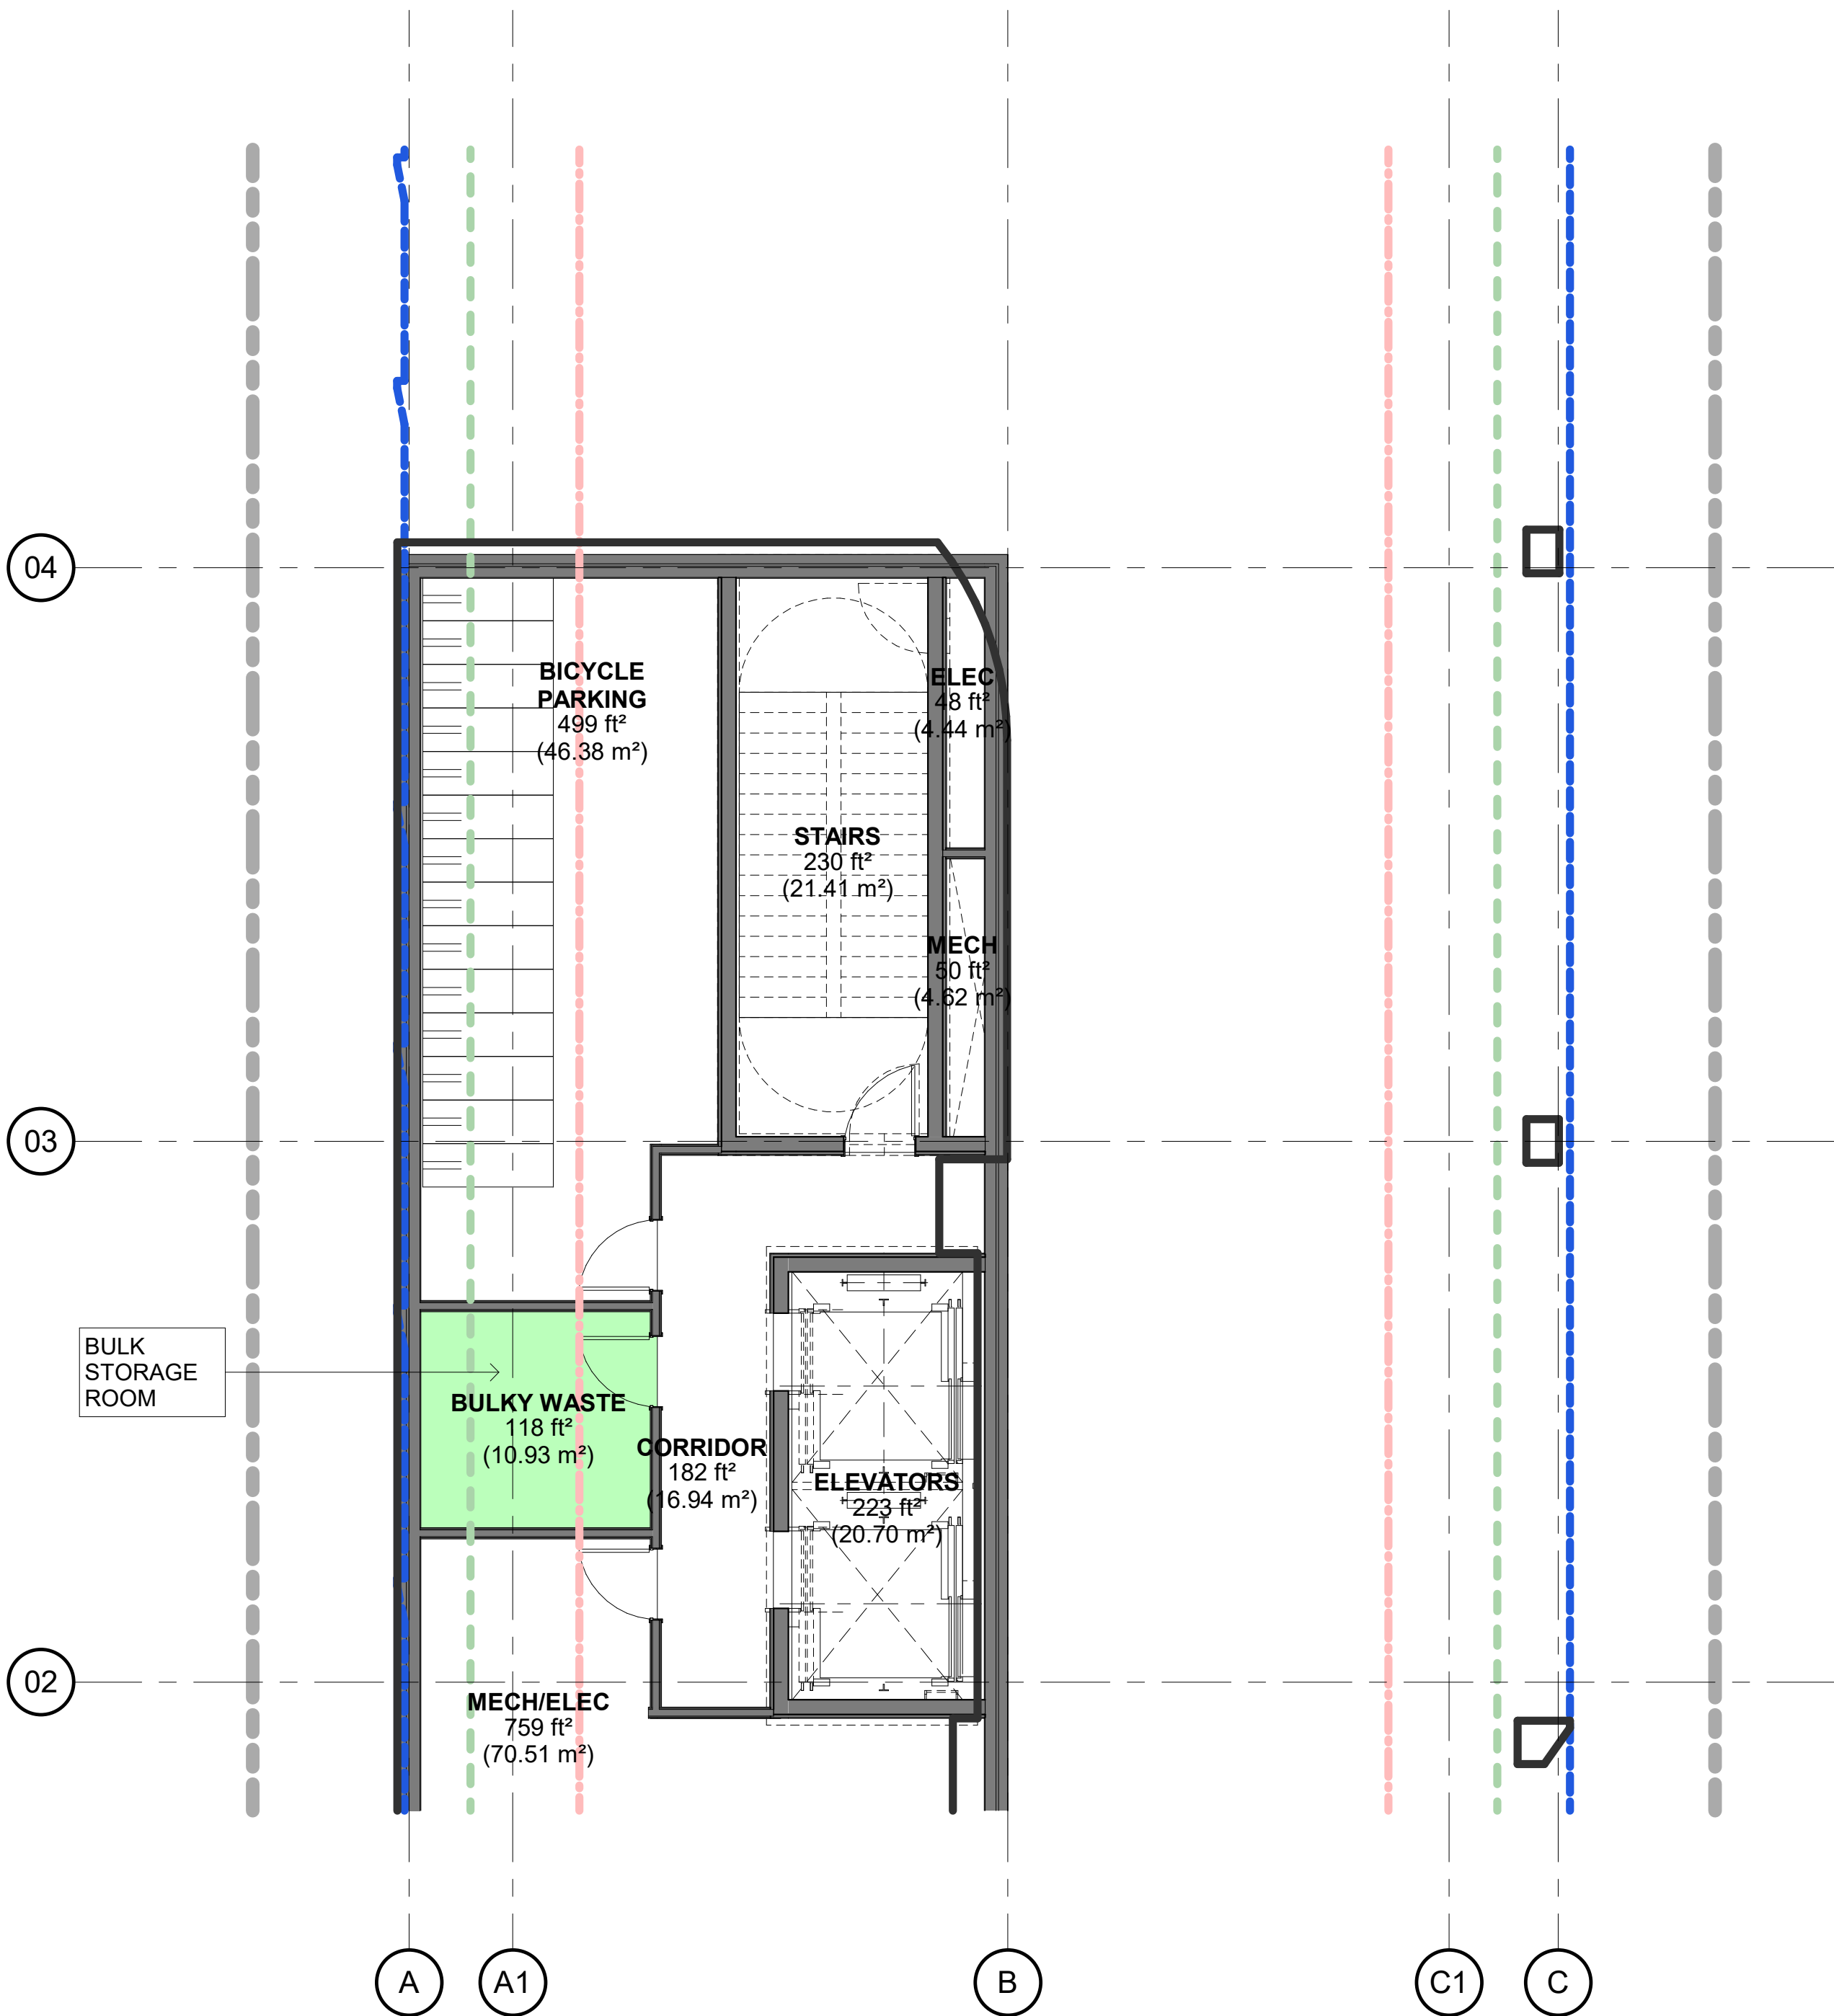 04
BICYCLE
PARKING
499 ft²
(46.38 m²)
ELEC
48 ft²
(4.44 m²)
STAIRS
230 ft²
(21.41 m²)
MECH
50 ft²
(4.62 m²)
03
BULK
STORAGE
ROOM
BULKY WASTE
118 ft²
(10.93 m²)
CORRIDOR
182 ft²
(16.94 m²)
ELEVATORS
223 ft²
(20.70 m²)
02
MECH/ELEC
759 ft²
(70.51 m²)
A
A1
B
C1
C